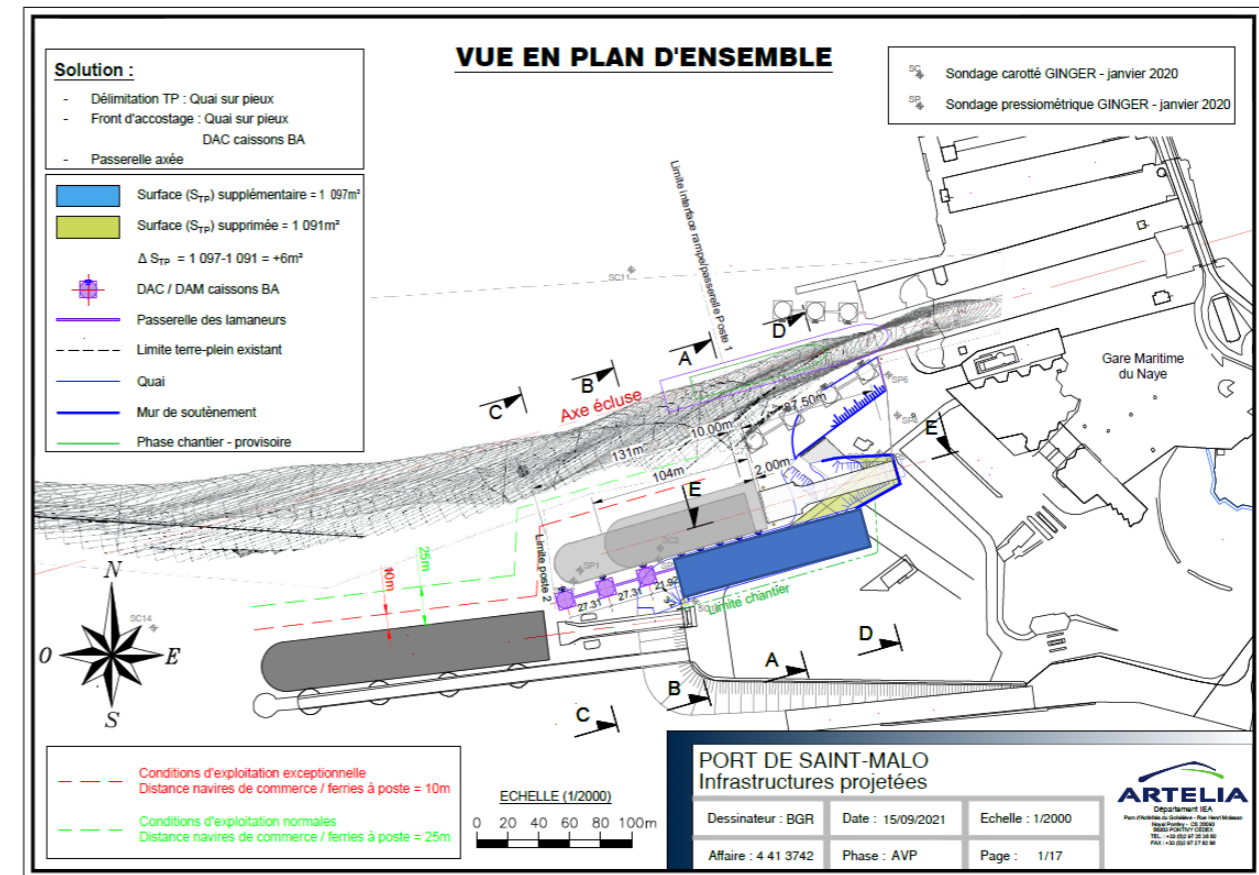 VUE EN PLAN D'ENSEMBLE
Solution :
- Délimitation TP : Quai sur pieux
- Front d'accostage : Quai sur pieux
DAC caissons BA
- Passerelle axée
SC Sondage carotté GINGER - janvier 2020
SP Sondage pressiométrique GINGER - janvier 2020
Surface (STP) supplémentaire = 1 097m²
Surface (STP) supprimée = 1 091m²
Δ STP = 1 097-1 091 = +6m²
DAC / DAM caissons BA
Passerelle des lamaneurs
Limite terre-plein existant
Quai
Mur de soutènement
Phase chantier - provisoire
Limite interface rampe/passerelle Poste 1
SC11
D
A
B
C
Axe écluse
Gare Maritime
du Naye
SP6
E
10.00m
131m
104m
2.00m
E
Limite poste 2
SP1
SC2
25m
10m
27.31
27.31
21.92
Limite chantier
SC14
N
O
E
S
D
A
B
C
Conditions d'exploitation exceptionnelle
Distance navires de commerce / ferries à poste = 10m
Conditions d'exploitation normales
Distance navires de commerce / ferries à poste = 25m
ECHELLE (1/2000)
0 20 40 60 80 100m
PORT DE SAINT-MALO
Infrastructures projetées
Dessinateur : BGR
Date : 15/09/2021
Echelle : 1/2000
Affaire : 4 41 3742
Phase : AVP
Page : 1/17
ARTELIA
Département IEA